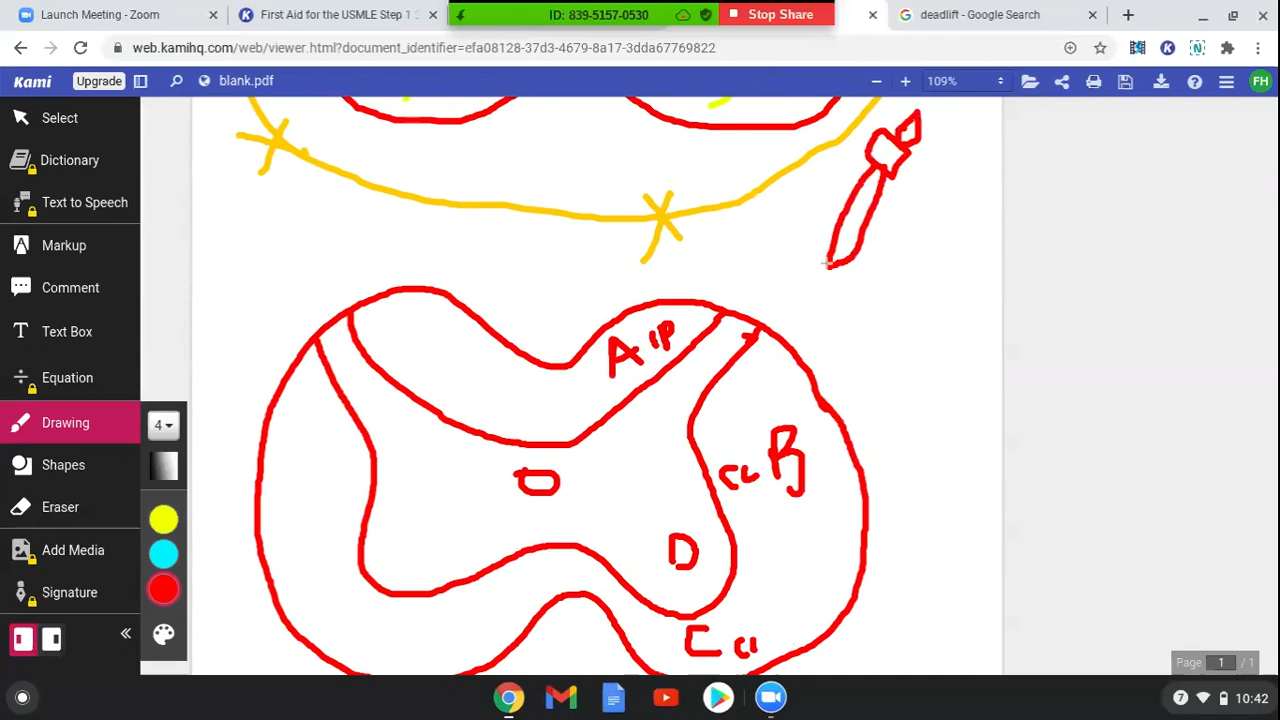 Launch Meeting - Zoom
First Aid for the USMLE Step 1 2
ID: 839-5157-0530
Stop Share
deadlift - Google Search
web.kamihq.com/web/viewer.html?document_identifier=efa08128-37d3-4679-8a17-3dda67769822
Kami
Upgrade
blank.pdf
109%
FH
Select
Dictionary
Text to Speech
Markup
Comment
Text Box
Equation
Drawing
4
Shapes
Eraser
Add Media
Signature
A
B
D
C
Page 1 / 1
7
10:42